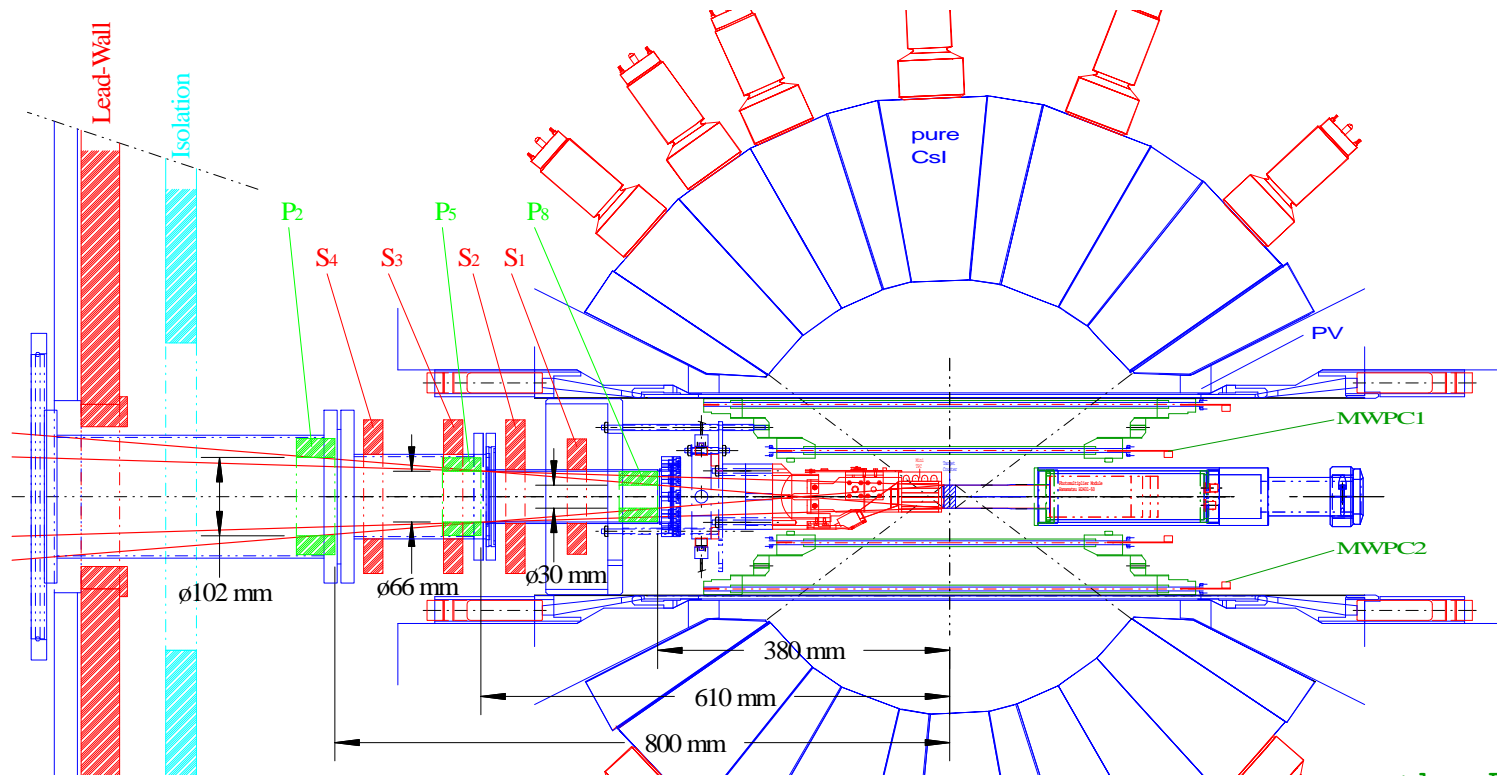 Lead-Wall
Isolation
pure
CsI
P2
P5
P8
S4
S3
S2
S1
PV
MWPC1
MWPC2
ø102 mm
ø66 mm
ø30 mm
380 mm
610 mm
800 mm